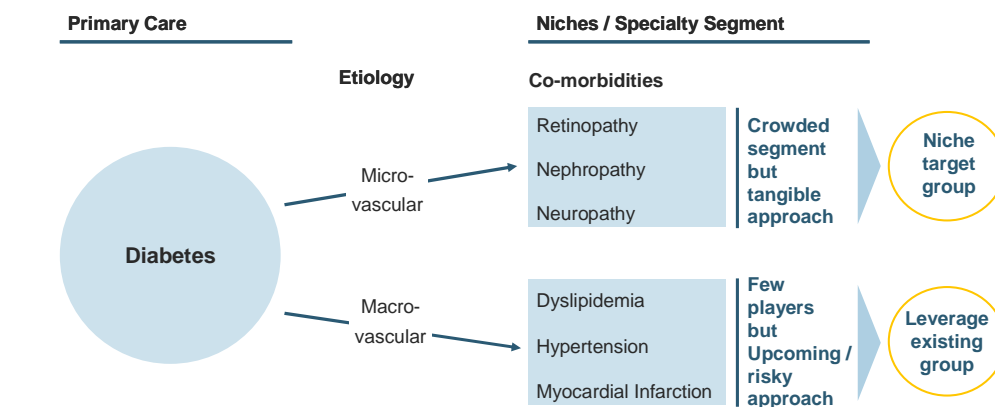 Primary Care
Niches / Specialty Segment
Etiology
Co-morbidities
Diabetes
Micro-
vascular
Retinopathy
Nephropathy
Neuropathy
Crowded
segment
but
tangible
approach
Niche
target
group
Macro-
vascular
Dyslipidemia
Hypertension
Myocardial Infarction
Few
players
but
Upcoming /
risky
approach
Leverage
existing
group